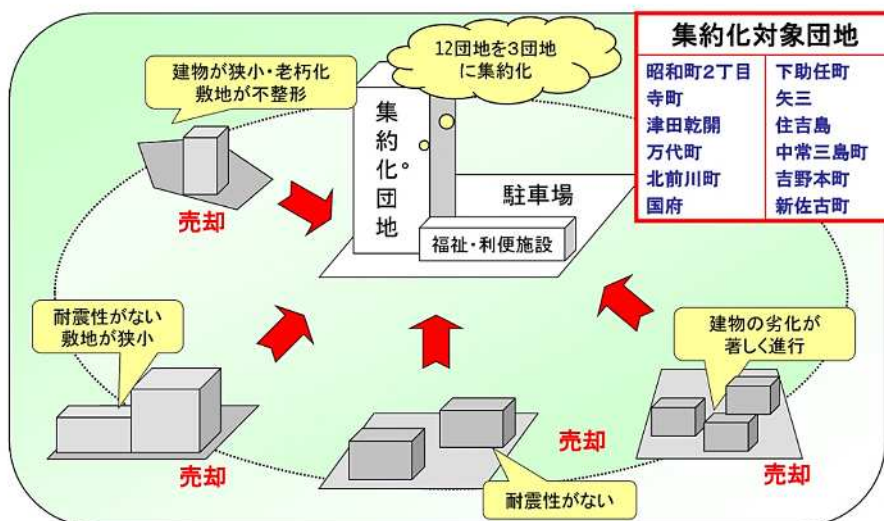 集約化対象団地
昭和町2丁目
寺町
津田乾開
万代町
北前川町
国府
下助任町
矢三
住吉島
中常三島町
吉野本町
新佐古町
12団地を3団地
に集約化
建物が狭小・老朽化
敷地が不整形
売却
集約化。団地
駐車場
福祉・利便施設
耐震性がない
敷地が狭小
売却
耐震性がない
売却
建物の劣化が
著しく進行
売却